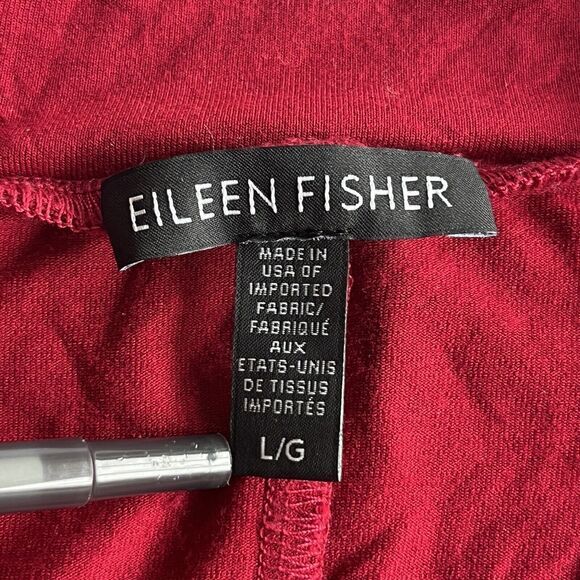 EILEEN FISHER
MADE IN
USA OF
IMPORTED
FABRIC/
FABRIQUÉ
AUX
ETATS-UNIS
DE TISSUS
IMPORTÉS
L/G